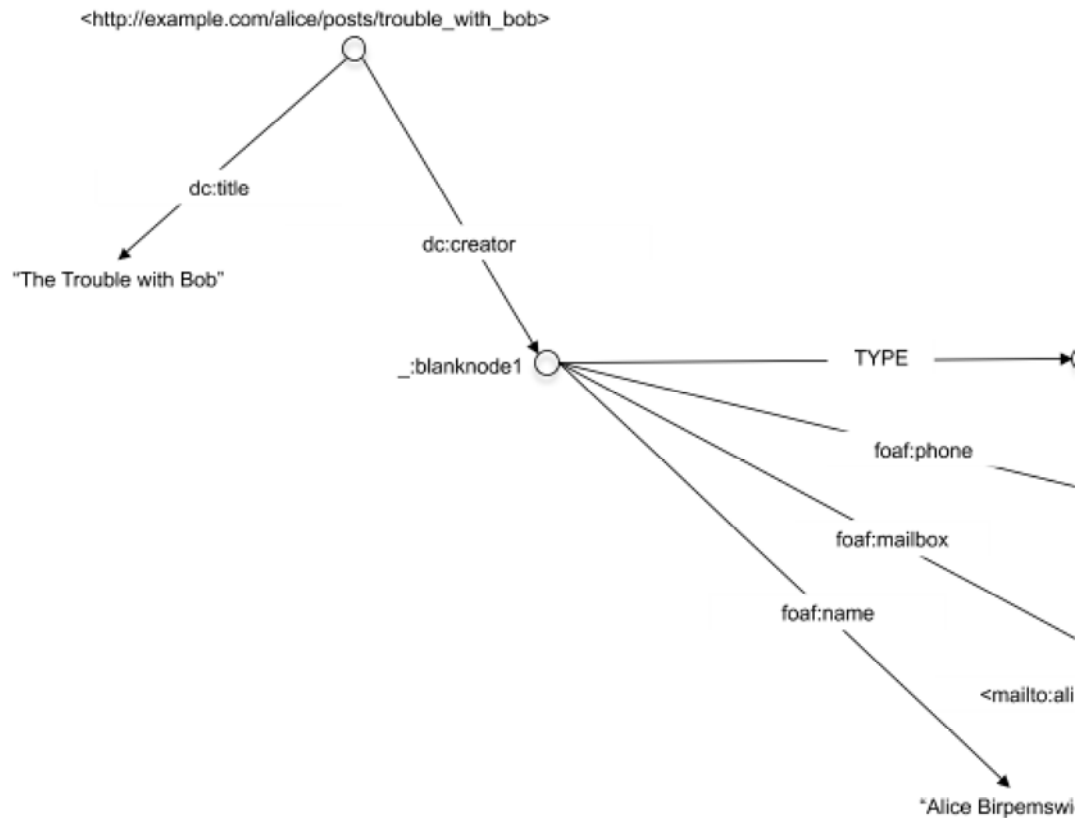 <http://example.com/alice/posts/trouble_with_bob>
dc:title
dc:creator
“The Trouble with Bob”
_:blanknode1
TYPE
foaf:phone
foaf:mailbox
foaf:name
<mailto:ali
“Alice Birpemswi